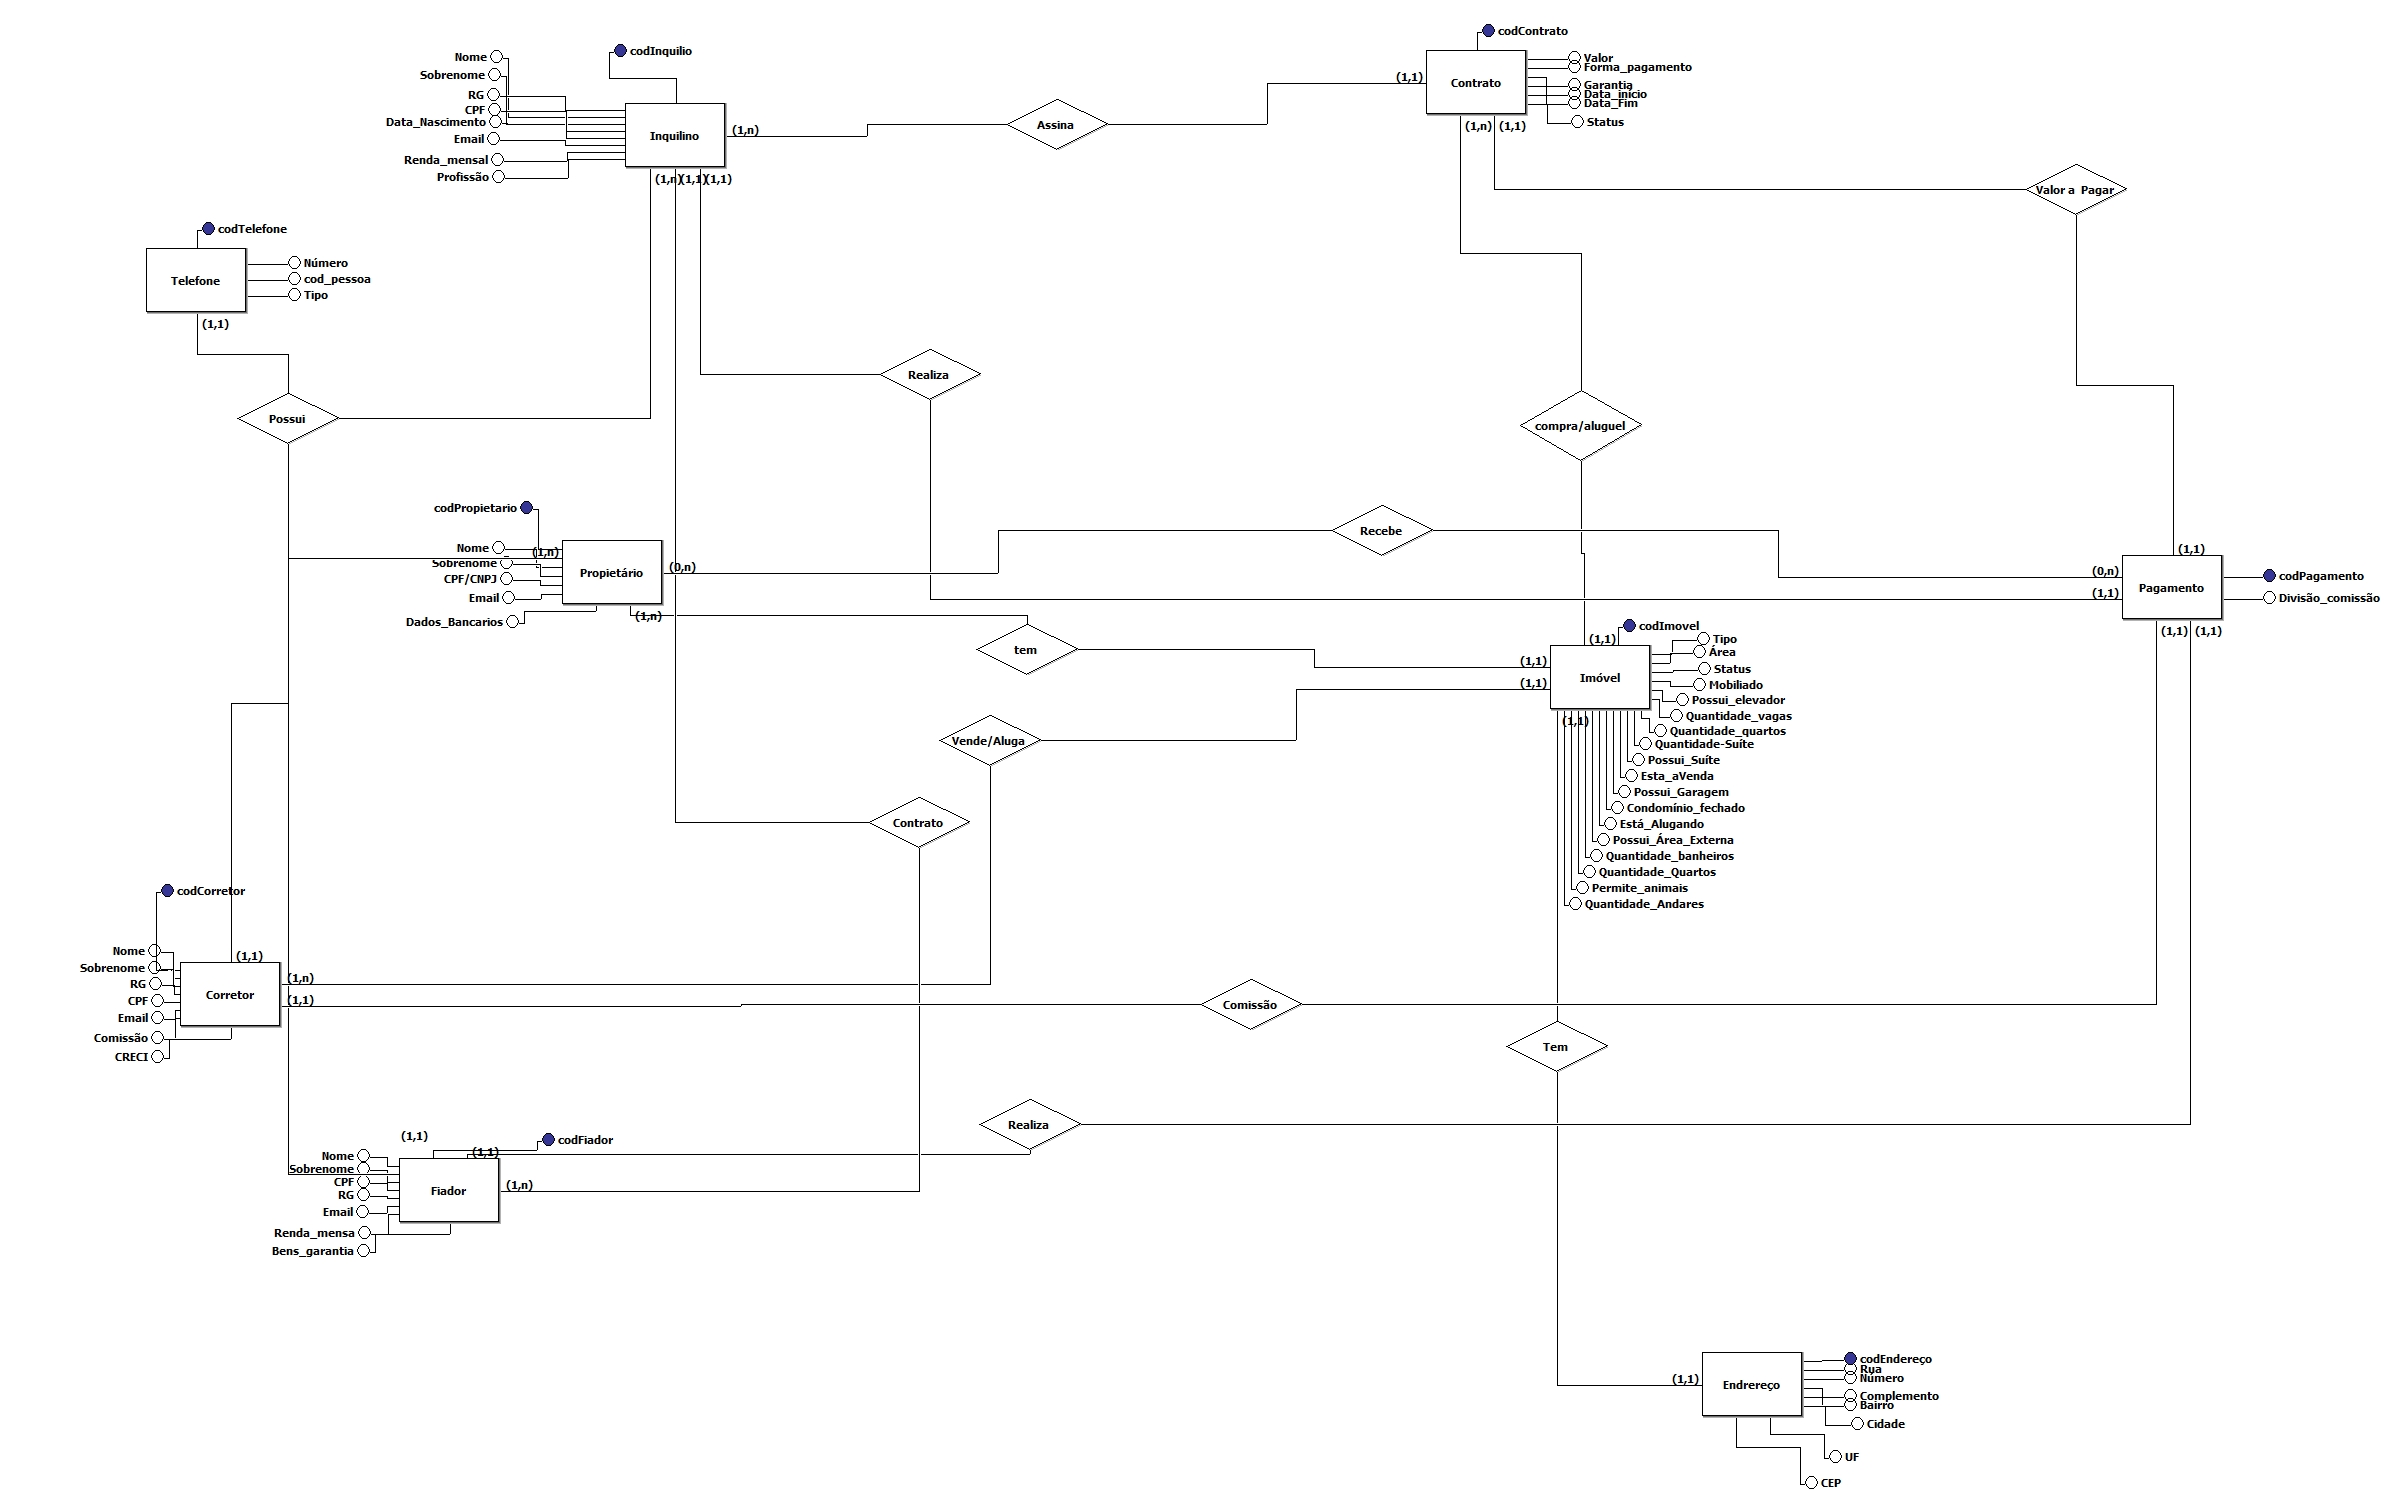 codContrato
Valor
Forma_pagamento
Garantia
Data_início
Data_Fim
Status
Contrato
(1,1)
(1,n)
(1,1)
codInquilio
Nome
Sobrenome
RG
CPF
Data_Nascimento
Email
Renda_mensal
Profissão
Inquilino
(1,n)
(1,n)
(1,1)
(1,1)
Assina
Valor a Pagar
codTelefone
Número
cod_pessoa
Tipo
Telefone
(1,1)
Realiza
Possui
compra/aluguel
codPropietario
Nome
Sobrenome
CPF/CNPJ
Email
Dados_Bancarios
Propietário
(1,n)
(0,n)
(1,n)
Recebe
(1,1)
(0,n)
(1,1)
Pagamento
codPagamento
Divisão_comissão
(1,1)
(1,1)
tem
codImovel
(1,1)
(1,1)
(1,1)
(1,1)
Imóvel
Tipo
Área
Status
Mobiliado
Possui_elevador
Quantidade_vagas
Quantidade_quartos
Quantidade-Suíte
Possui_Suíte
Esta_aVenda
Possui_Garagem
Condomínio_fechado
Está_Alugando
Possui_Área_Externa
Quantidade_banheiros
Quantidade_Quartos
Permite_animais
Quantidade_Andares
Vende/Aluga
Contrato
codCorretor
Nome
Sobrenome
RG
CPF
Email
Comissão
CRECI
Corretor
(1,1)
(1,n)
(1,1)
Comissão
Tem
Realiza
(1,1)
codFiador
(1,1)
Nome
Sobrenome
CPF
RG
Email
Renda_mensa
Bens_garantia
Fiador
(1,n)
(1,1)
Endrereço
codEndereço
Rua
Número
Complemento
Bairro
Cidade
UF
CEP